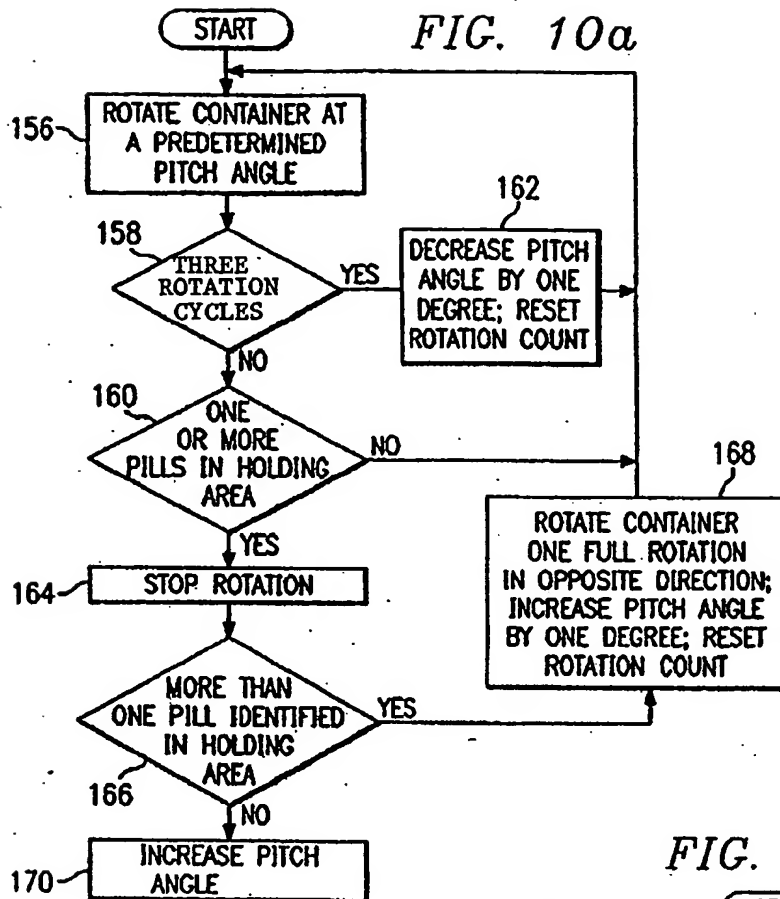 START
FIG. 10a
156
ROTATE CONTAINER AT
A PREDETERMINED
PITCH ANGLE
158
THREE
ROTATION
CYCLES
YES
162
DECREASE PITCH
ANGLE BY ONE
DEGREE; RESET
ROTATION COUNT
NO
160
ONE
OR MORE
PILLS IN HOLDING
AREA
NO
168
ROTATE CONTAINER
ONE FULL ROTATION
IN OPPOSITE DIRECTION;
INCREASE PITCH ANGLE
BY ONE DEGREE; RESET
ROTATION COUNT
YES
164
STOP ROTATION
MORE THAN
ONE PILL IDENTIFIED
IN HOLDING
AREA
YES
166
NO
170
INCREASE PITCH
ANGLE
FIG.